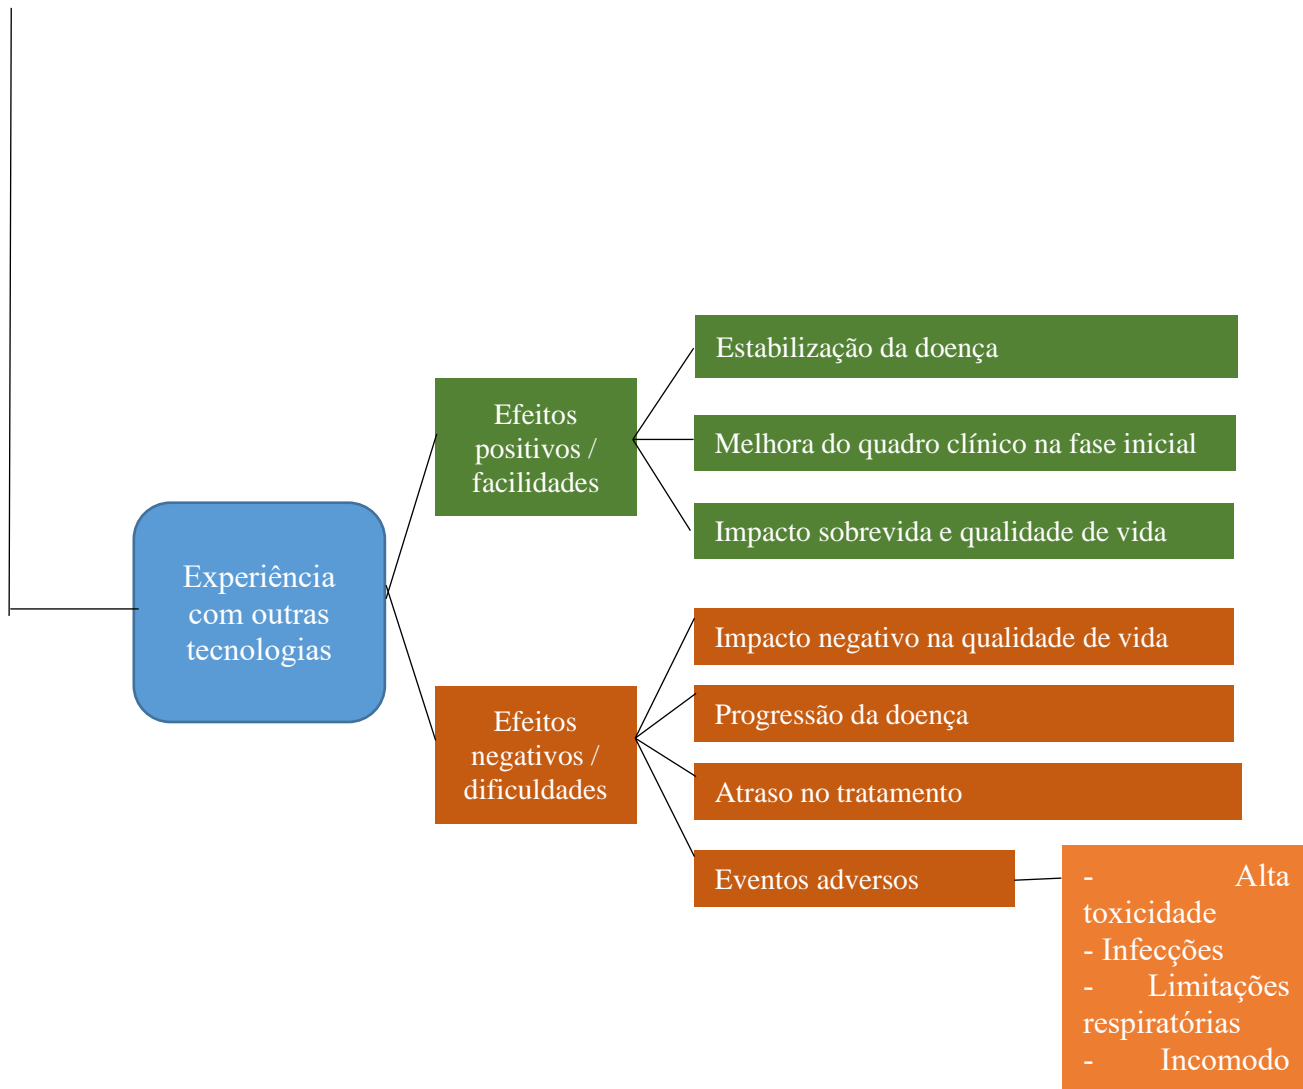 Experiência
com outras
tecnologias
Efeitos
positivos /
facilidades
Estabilização da doença
Melhora do quadro clínico na fase inicial
Impacto sobrevida e qualidade de vida
Efeitos
negativos /
dificuldades
Impacto negativo na qualidade de vida
Progressão da doença
Atraso no tratamento
Eventos adversos
- Alta
toxicidade
- Infecções
- Limitações
respiratórias
- Incomodo